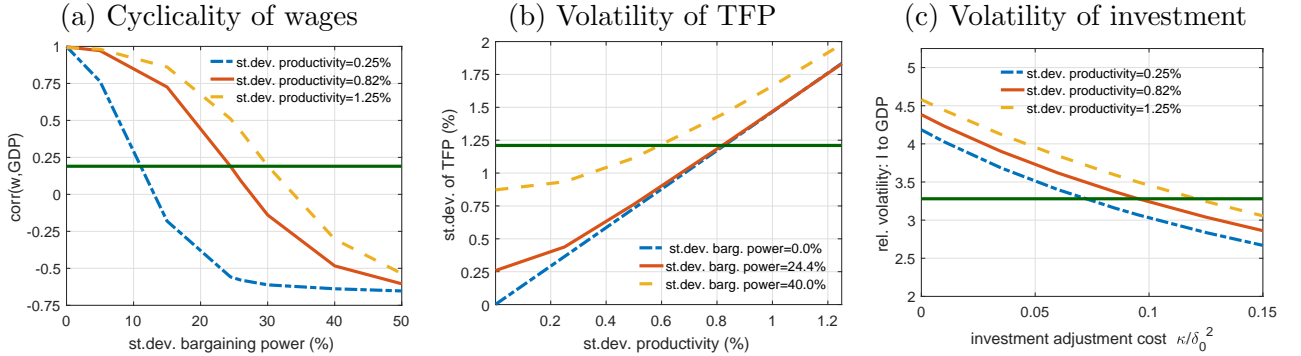 (a) Cyclicality of wages
corr(w,GDP)
1
0.75
0.5
0.25
0
-0.25
-0.5
-0.75
st.dev. productivity=0.25%
st.dev. productivity=0.82%
st.dev. productivity=1.25%
0 10 20 30 40 50
st.dev. bargaining power (%)
(b) Volatility of TFP
st.dev. of TFP (%)
2
1.75
1.5
1.25
1
0.75
0.5
0.25
0
st.dev. barg. power=0.0%
st.dev. barg. power=24.4%
st.dev. barg. power=40.0%
0.2 0.4 0.6 0.8 1 1.2
st.dev. productivity (%)
(c) Volatility of investment
rel. volatility: I to GDP
5
4.5
4
3.5
3
2.5
2
st.dev. productivity=0.25%
st.dev. productivity=0.82%
st.dev. productivity=1.25%
0 0.05 0.1 0.15
investment adjustment cost κ/δ₀²